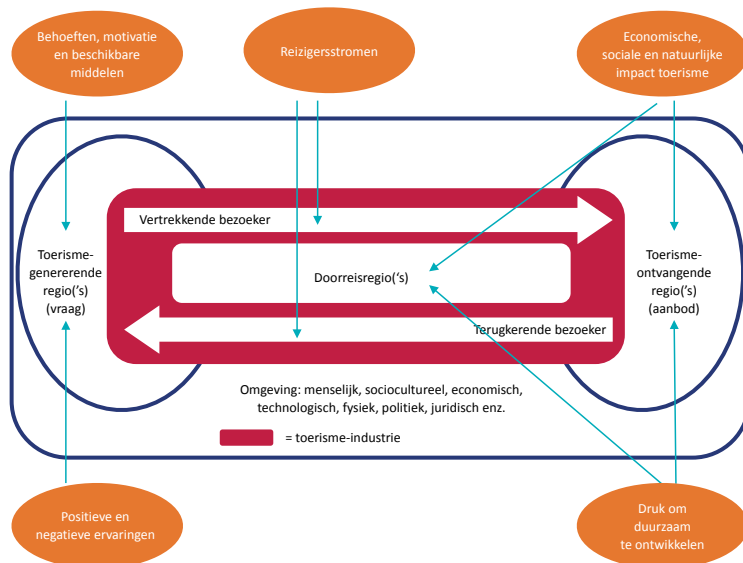 Behoeften, motivatie
en beschikbare
middelen
Reizigersstromen
Economische,
sociale en natuurlijke
impact toerisme
Vertrekkende bezoeker
Toerisme-
genererende
regio('s)
(vraag)
Doorreisregio('s)
Toerisme-
ontvangende
regio('s)
(aanbod)
Terugkerende bezoeker
Omgeving: menselijk, sociocultureel, economisch,
technologisch, fysiek, politiek, juridisch enz.
= toerisme-industrie
Positieve en
negatieve ervaringen
Druk om
duurzaam
te ontwikkelen